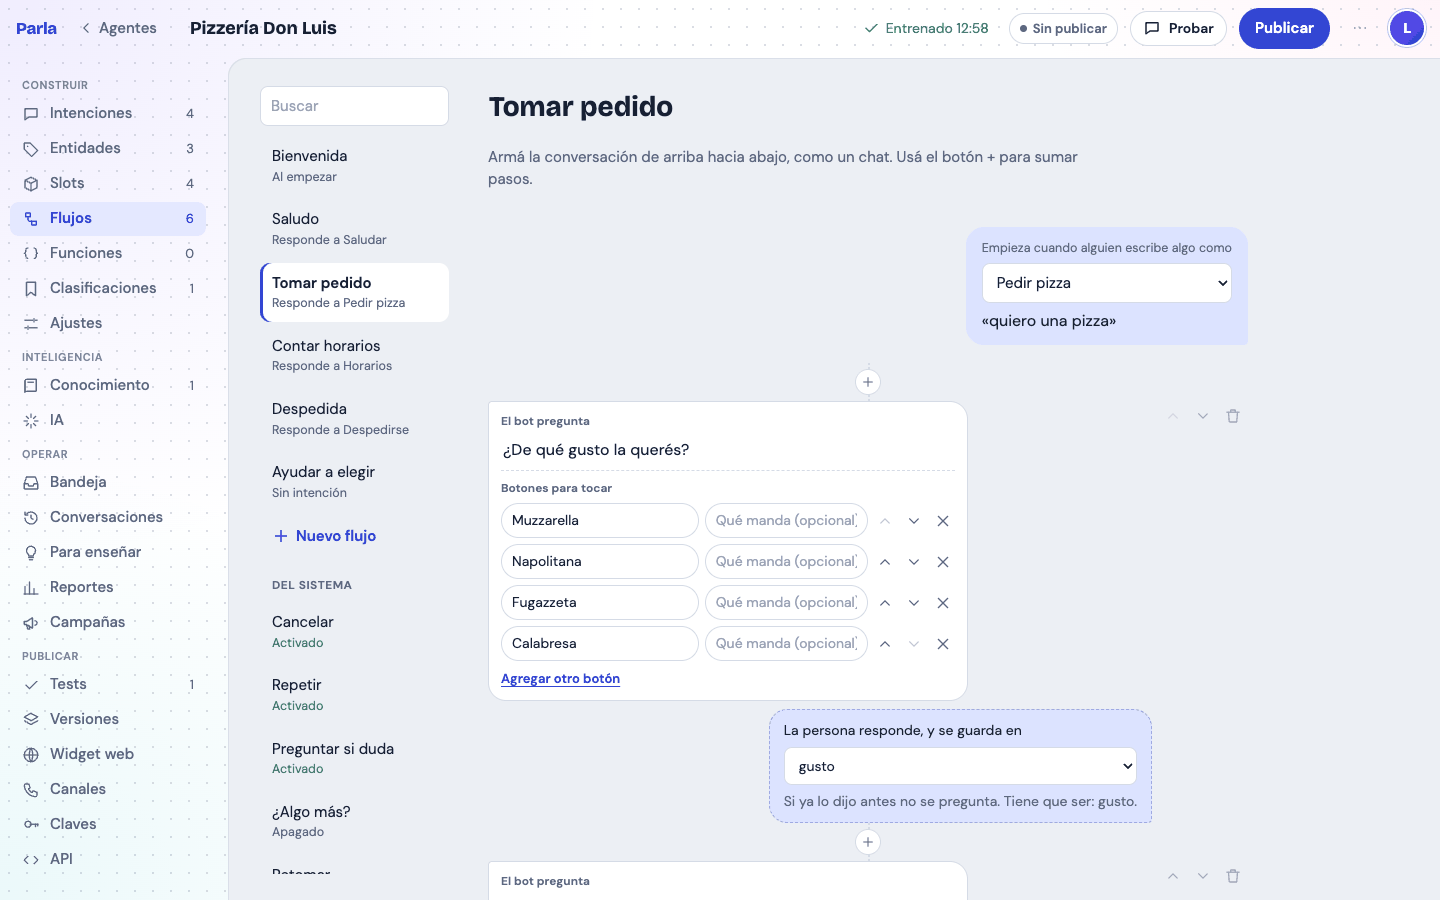 Parla
Agentes
Pizzería Don Luis
Entrenado 12:58
Sin publicar
Probar
Publicar
L
CONSTRUIR
Intenciones 4
Entidades 3
Slots 4
Flujos 6
Funciones 0
Clasificaciones 1
Ajustes
INTELIGENCIA
Conocimiento 1
IA
OPERAR
Bandeja
Conversaciones
Para enseñar
Reportes
Campañas
PUBLICAR
Tests 1
Versiones
Widget web
Canales
Claves
API
Buscar
Bienvenida
Al empezar
Saludo
Responde a Saludar
Tomar pedido
Responde a Pedir pizza
Contar horarios
Responde a Horarios
Despedida
Responde a Despedirse
Ayudar a elegir
Sin intención
Nuevo flujo
DEL SISTEMA
Cancelar
Activado
Repetir
Activado
Preguntar si duda
Activado
¿Algo más?
Apagado
Tomar pedido
Armá la conversación de arriba hacia abajo, como un chat. Usá el botón + para sumar
pasos.
Empieza cuando alguien escribe algo como
Pedir pizza
«quiero una pizza»
El bot pregunta
¿De qué gusto la querés?
Botones para tocar
Muzzarella Qué manda (opcional)
Napolitana Qué manda (opcional)
Fugazzeta Qué manda (opcional)
Calabresa Qué manda (opcional)
Agregar otro botón
La persona responde, y se guarda en
gusto
Si ya lo dijo antes no se pregunta. Tiene que ser: gusto.
El bot pregunta